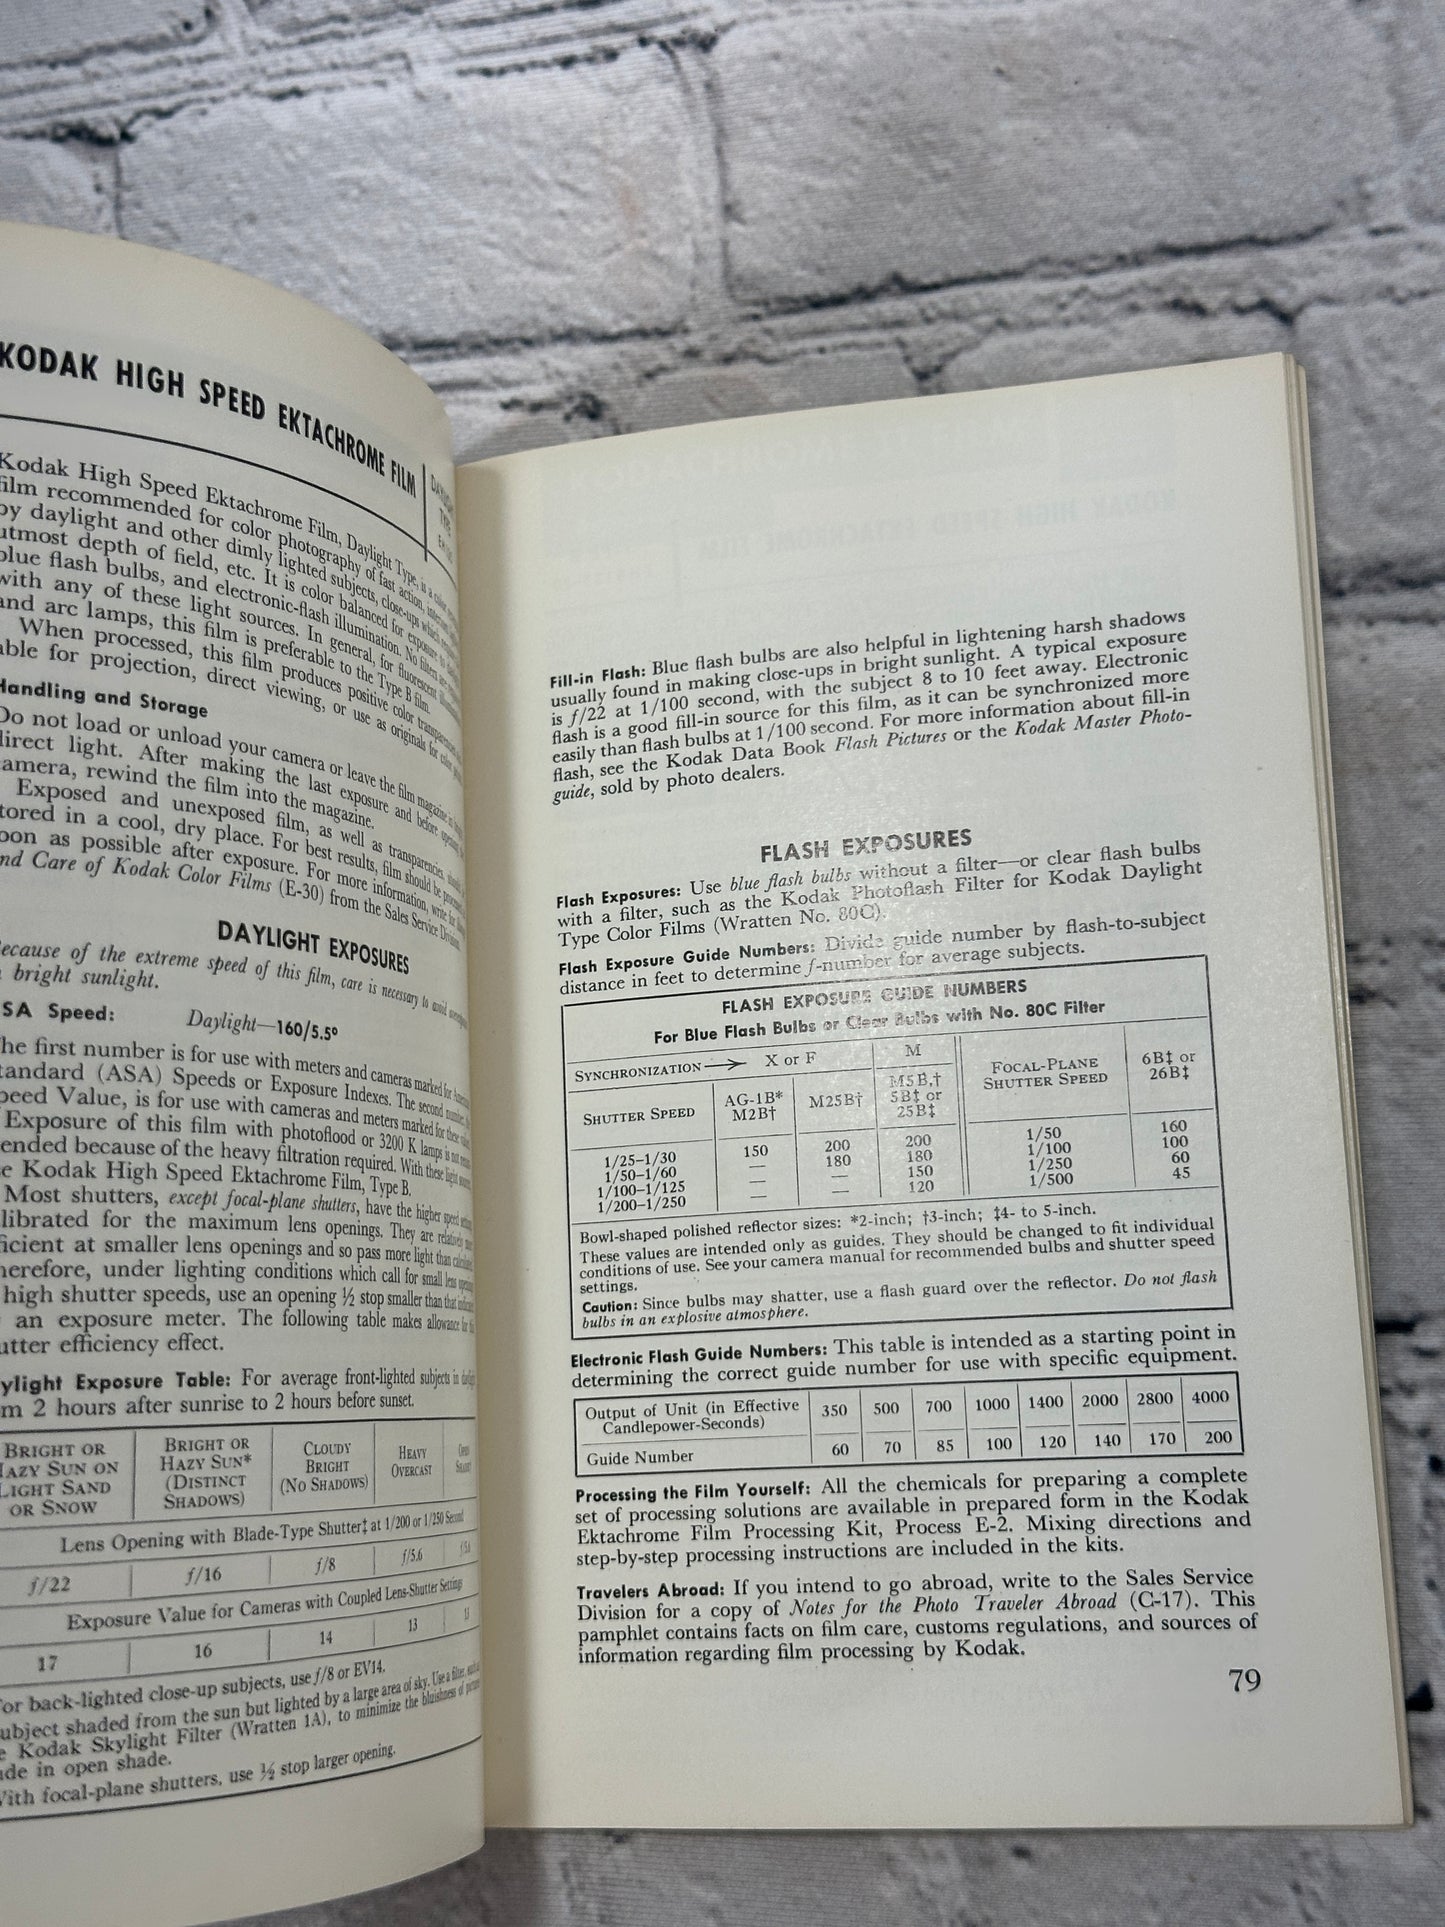 KODAK HIGH SPEED EKTACHROME FILM
DAYLIGHT
TYPE
Kodak High Speed Ektachrome Film, Daylight Type, is a color
film recommended for color photography of fast action,
by daylight and other dimly lighted subjects, close-ups which
utmost depth of field, etc. It is color balanced for exposure to
blue flash bulbs, and electronic-flash illumination. No filters are
with any of these light sources. In general, for fluorescent
and arc lamps, this film is preferable to the Type B film.
When processed, this film produces positive color transparencies
able for projection, direct viewing, or use as originals for color
Handling and Storage
Do not load or unload your camera or leave the film magazine in
direct light. After making the last exposure and before opening
camera, rewind the film into the magazine.
Exposed and unexposed film, as well as transparencies, should
tored in a cool, dry place. For best results, film should be processed
oon as possible after exposure. For more information, write for
nd Care of Kodak Color Films (E-30) from the Sales Service Division.
DAYLIGHT EXPOSURES
ecause of the extreme speed of this film, care is necessary to avoid
bright sunlight.
SA Speed: Daylight—160/5.5°
he first number is for use with meters and cameras marked for
tandard (ASA) Speeds or Exposure Indexes. The second number,
peed Value, is for use with cameras and meters marked for these
Exposure of this film with photoflood or 3200 K lamps is not
ended because of the heavy filtration required. With these light
e Kodak High Speed Ektachrome Film, Type B.
Most shutters, except focal-plane shutters, have the higher speed
librated for the maximum lens openings. They are relatively
ficient at smaller lens openings and so pass more light than
herefore, under lighting conditions which call for small lens
high shutter speeds, use an opening ½ stop smaller than that
an exposure meter. The following table makes allowance for
utter efficiency effect.
ylight Exposure Table: For average front-lighted subjects in
m 2 hours after sunrise to 2 hours before sunset.
BRIGHT OR
AZY SUN ON
IGHT SAND
OR SNOW
BRIGHT OR
HAZY SUN*
(DISTINCT
SHADOWS)
CLOUDY
BRIGHT
(NO SHADOWS)
HEAVY
OVERCAST
Lens Opening with Blade-Type Shutter‡ at 1/200 or 1/250 Second
f/22 f/16 f/8 f/5.6 f/5.6
Exposure Value for Cameras with Coupled Lens-Shutter Settings
17 16 14 13 13
or back-lighted close-up subjects, use f/8 or EV14.
ubject shaded from the sun but lighted by a large area of sky. Use a filter,
e Kodak Skylight Filter (Wratten 1A), to minimize the bluishness of
de in open shade.
With focal-plane shutters, use ½ stop larger opening.
Fill-in Flash: Blue flash bulbs are also helpful in lightening harsh shadows
usually found in making close-ups in bright sunlight. A typical exposure
is f/22 at 1/100 second, with the subject 8 to 10 feet away. Electronic
flash is a good fill-in source for this film, as it can be synchronized more
easily than flash bulbs at 1/100 second. For more information about fill-in
flash, see the Kodak Data Book Flash Pictures or the Kodak Master Photo-
guide, sold by photo dealers.
FLASH EXPOSURES
Flash Exposures: Use blue flash bulbs without a filter—or clear flash bulbs
with a filter, such as the Kodak Photoflash Filter for Kodak Daylight
Type Color Films (Wratten No. 80C).
Flash Exposure Guide Numbers: Divide guide number by flash-to-subject
distance in feet to determine f-number for average subjects.
FLASH EXPOSURE GUIDE NUMBERS
For Blue Flash Bulbs or Clear Bulbs with No. 80C Filter
SYNCHRONIZATION → X or F M FOCAL-PLANE SHUTTER SPEED 6B‡ or 26B‡
SHUTTER SPEED AG-1B* M2B† M25B† M5B,† 5B‡ or 25B‡
1/25–1/30 150 200 200 1/50 160
1/50–1/60 — 180 180 1/100 100
1/100–1/125 — — 150 1/250 60
1/200–1/250 — — 120 1/500 45
Bowl-shaped polished reflector sizes: *2-inch; †3-inch; ‡4- to 5-inch.
These values are intended only as guides. They should be changed to fit individual
conditions of use. See your camera manual for recommended bulbs and shutter speed
settings.
Caution: Since bulbs may shatter, use a flash guard over the reflector. Do not flash
bulbs in an explosive atmosphere.
Electronic Flash Guide Numbers: This table is intended as a starting point in
determining the correct guide number for use with specific equipment.
Output of Unit (in Effective
Candlepower-Seconds) 350 500 700 1000 1400 2000 2800 4000
Guide Number 60 70 85 100 120 140 170 200
Processing the Film Yourself: All the chemicals for preparing a complete
set of processing solutions are available in prepared form in the Kodak
Ektachrome Film Processing Kit, Process E-2. Mixing directions and
step-by-step processing instructions are included in the kits.
Travelers Abroad: If you intend to go abroad, write to the Sales Service
Division for a copy of Notes for the Photo Traveler Abroad (C-17). This
pamphlet contains facts on film care, customs regulations, and sources of
information regarding film processing by Kodak.
79